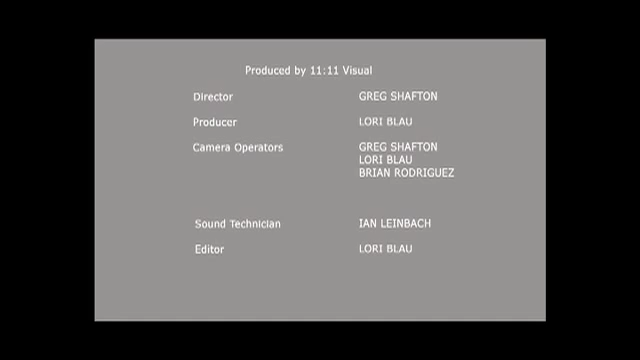 Produced by 11:11 Visual
Director GREG SHAFTON
Producer LORI BLAU
Camera Operators GREG SHAFTON
LORI BLAU
BRIAN RODRIGUEZ
Sound Technician IAN LEINBACH
Editor LORI BLAU